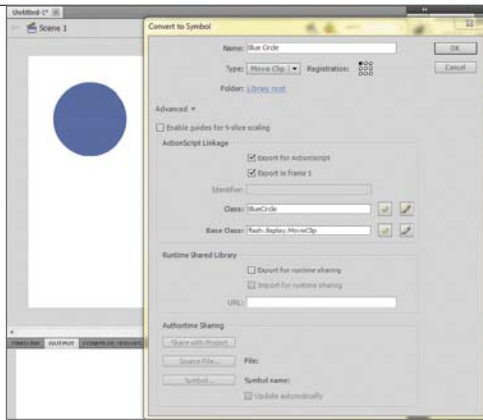 Untitled-1*
Scene 1
Convert to Symbol
Name: Blue Circle
OK
Type: Movie Clip
Registration:
Cancel
Folder: Library root
Advanced
Enable guides for 9-slice scaling
ActionScript Linkage
Export for ActionScript
Export in frame 1
Identifier:
Class: BlueCircle
Base Class: flash.display.MovieClip
Runtime Shared Library
Export for runtime sharing
Import for runtime sharing
URL:
Authortime Sharing
Share with Project
Source File... File:
Symbol... Symbol name:
Update automatically
TIMELINE OUTPUT COMPILER ERRORS